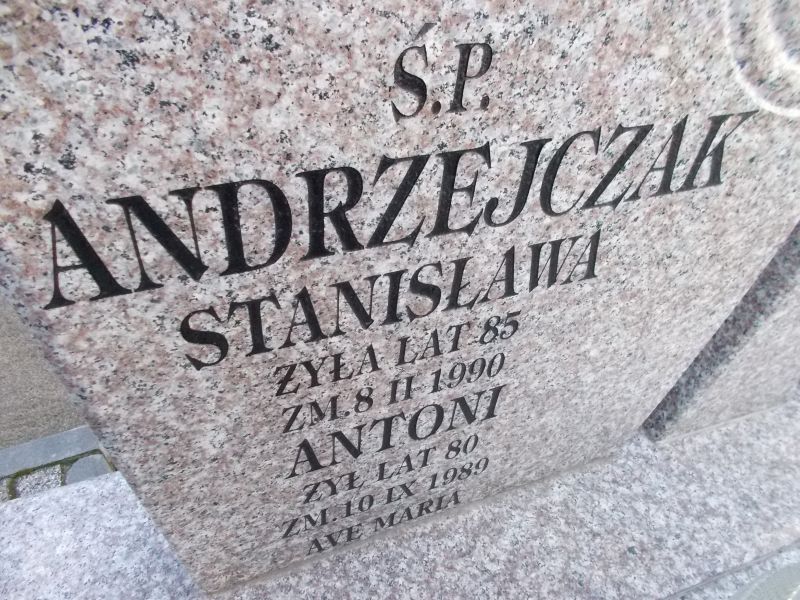 Ś.P.
ANDRZEJCZAK
STANISŁAWA
ŻYŁA LAT 85
ZM. 8 II 1990
ANTONI
ŻYŁ LAT 80
ZM. 10 IX 1989
AVE MARIA